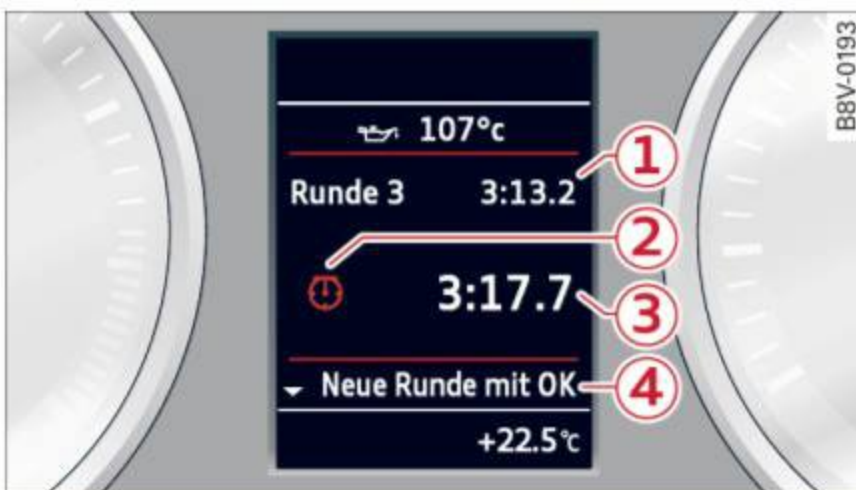 B8V-0193
107°c
1
Runde 3 3:13.2
2
3:17.7
3
Neue Runde mit OK
4
+22.5°c